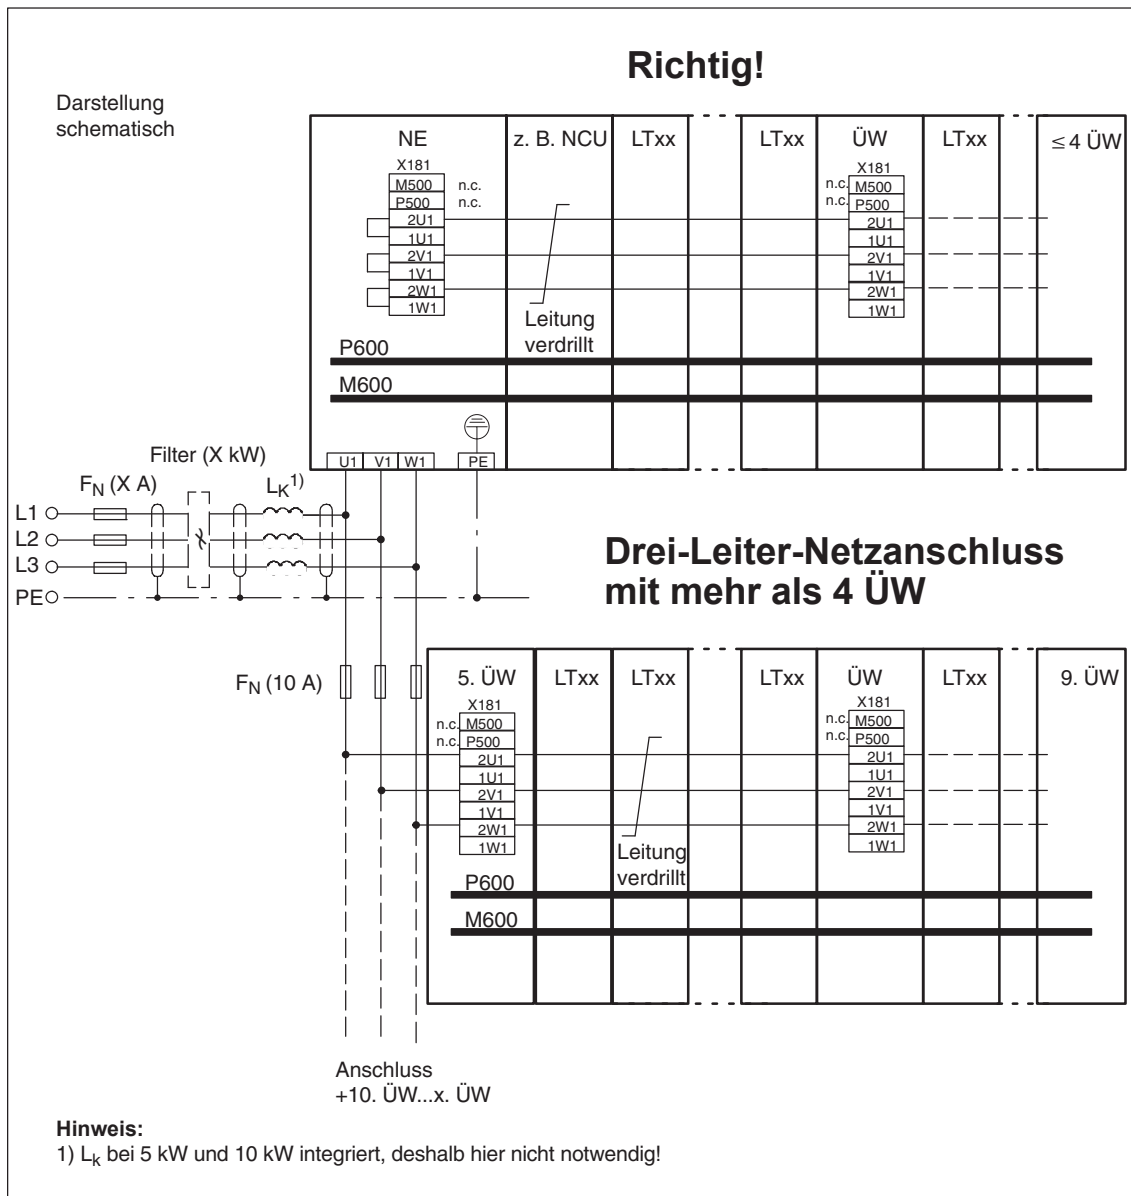 Richtig!
Darstellung
schematisch
NE
z. B. NCU
LTxx
LTxx
ÜW
LTxx
≤ 4 ÜW
X181
M500 n.c.
P500 n.c.
2U1
1U1
2V1
1V1
2W1
1W1
X181
n.c. M500
n.c. P500
2U1
1U1
2V1
1V1
2W1
1W1
Leitung
verdrillt
P600
M600
U1 V1 W1 PE
Filter (X kW)
FN (X A)
LK1)
L1
L2
L3
PE
Drei-Leiter-Netzanschluss
mit mehr als 4 ÜW
FN (10 A)
5. ÜW
LTxx
LTxx
LTxx
ÜW
LTxx
9. ÜW
X181
n.c. M500
n.c. P500
2U1
1U1
2V1
1V1
2W1
1W1
X181
n.c. M500
n.c. P500
2U1
1U1
2V1
1V1
2W1
1W1
Leitung
verdrillt
P600
M600
Anschluss
+10. ÜW...x. ÜW
Hinweis:
1) Lk bei 5 kW und 10 kW integriert, deshalb hier nicht notwendig!